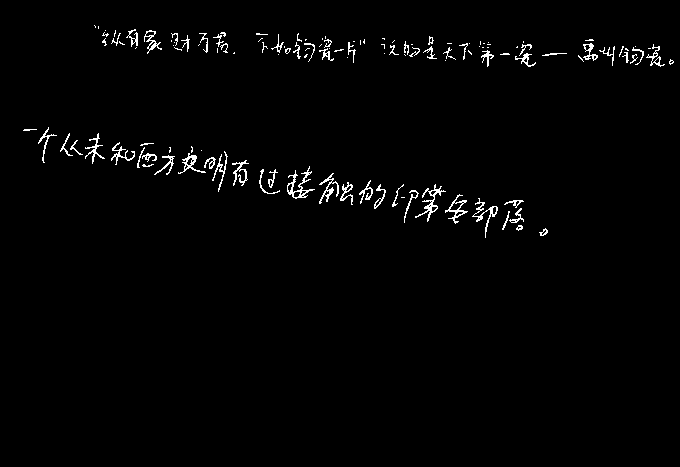 “纵有家财万贯，不如钧瓷一片”说的是天下第一瓷——禹州钧瓷。
一个从未和西方文明有过接触的印第安部落。